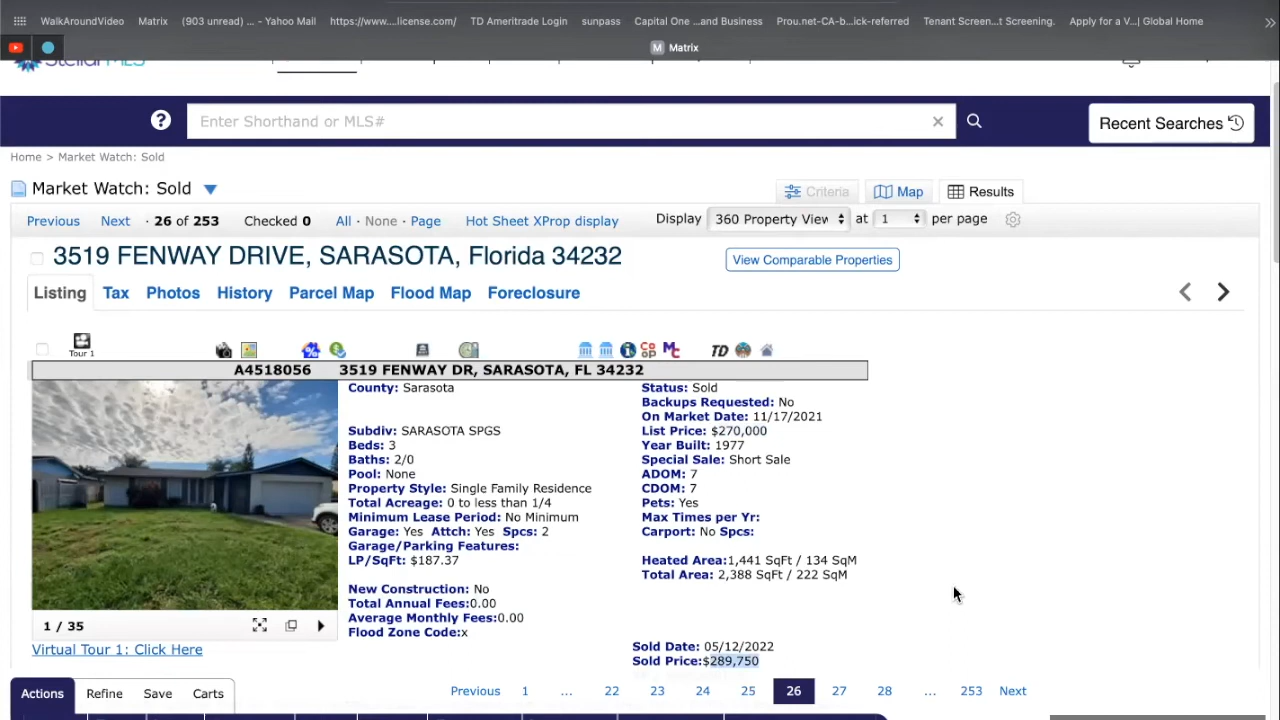 WalkAroundVideo Matrix (903 unread) ... - Yahoo Mail https://www....license.com/ TD Ameritrade Login sunpass Capital One ...and Business Prou.net-CA-b...ick-referred Tenant Screen...t Screening. Apply for a V...| Global Home
M Matrix
Enter Shorthand or MLS#
Recent Searches
Home > Market Watch: Sold
Market Watch: Sold
Criteria Map Results
Previous Next · 26 of 253 Checked 0 All · None · Page Hot Sheet XProp display Display 360 Property View at 1 per page
3519 FENWAY DRIVE, SARASOTA, Florida 34232
View Comparable Properties
Listing Tax Photos History Parcel Map Flood Map Foreclosure
Tour 1
TD
A4518056 3519 FENWAY DR, SARASOTA, FL 34232
County: Sarasota
Subdiv: SARASOTA SPGS
Beds: 3
Baths: 2/0
Pool: None
Property Style: Single Family Residence
Total Acreage: 0 to less than 1/4
Minimum Lease Period: No Minimum
Garage: Yes Attch: Yes Spcs: 2
Garage/Parking Features:
LP/SqFt: $187.37
New Construction: No
Total Annual Fees:0.00
Average Monthly Fees:0.00
Flood Zone Code:x
Status: Sold
Backups Requested: No
On Market Date: 11/17/2021
List Price: $270,000
Year Built: 1977
Special Sale: Short Sale
ADOM: 7
CDOM: 7
Pets: Yes
Max Times per Yr:
Carport: No Spcs:
Heated Area:1,441 SqFt / 134 SqM
Total Area: 2,388 SqFt / 222 SqM
Sold Date: 05/12/2022
Sold Price:$289,750
1 / 35
Virtual Tour 1: Click Here
Actions Refine Save Carts
Previous 1 ... 22 23 24 25 26 27 28 ... 253 Next